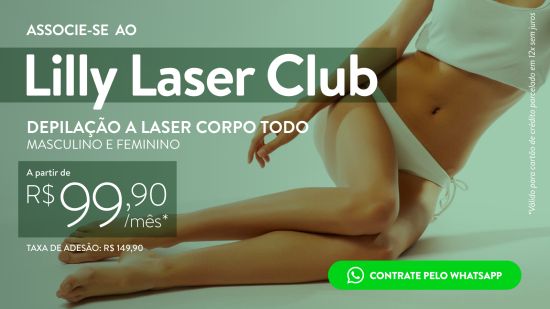 ASSOCIE-SE AO
Lilly Laser Club
DEPILAÇÃO A LASER CORPO TODO
MASCULINO E FEMININO
A partir de
R$ 99,90
/mês*
TAXA DE ADESÃO: R$ 149,90
CONTRATE PELO WHATSAPP
*Válido para cartão de crédito parcelado em 12x sem juros